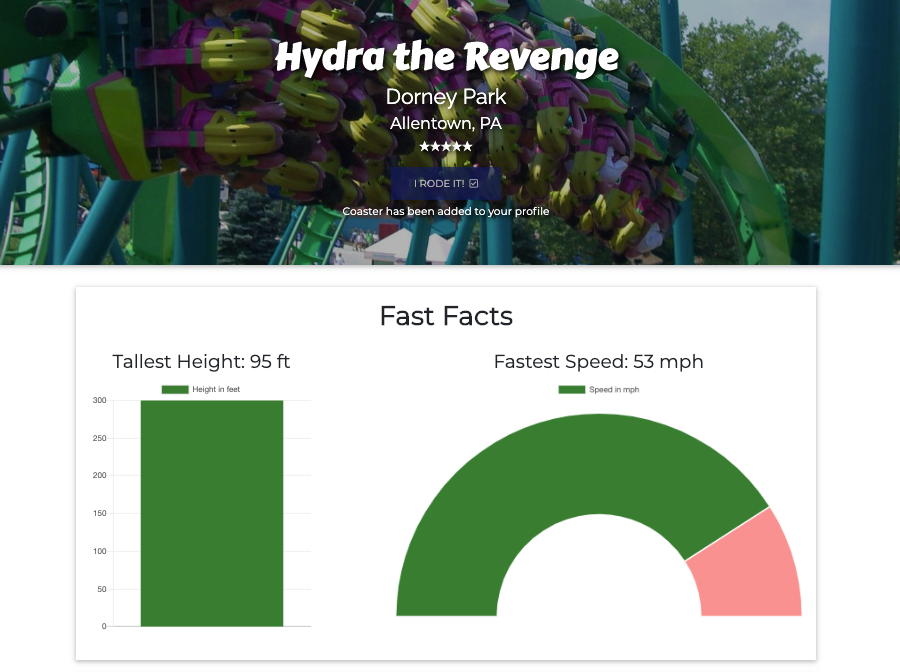 Hydra the Revenge
Dorney Park
Allentown, PA
★★★★★
I RODE IT! ☑
Coaster has been added to your profile
Fast Facts
Tallest Height: 95 ft
Height in feet
300
250
200
150
100
50
0
Fastest Speed: 53 mph
Speed in mph